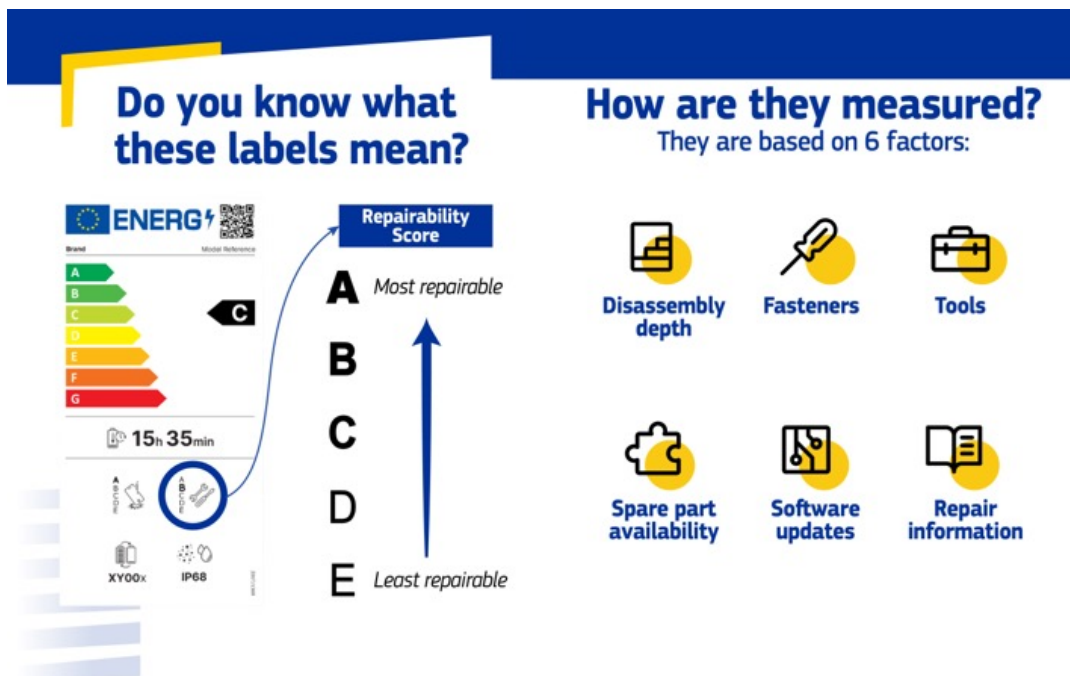 Do you know what
these labels mean?
ENERG
Brand
Model Reference
A
B
C
D
E
F
G
C
15h 35min
A
B
C
D
E
A
B
C
D
E
XY00x
IP68
Repairability
Score
A Most repairable
B
C
D
E Least repairable
How are they measured?
They are based on 6 factors:
Disassembly
depth
Fasteners
Tools
Spare part
availability
Software
updates
Repair
information